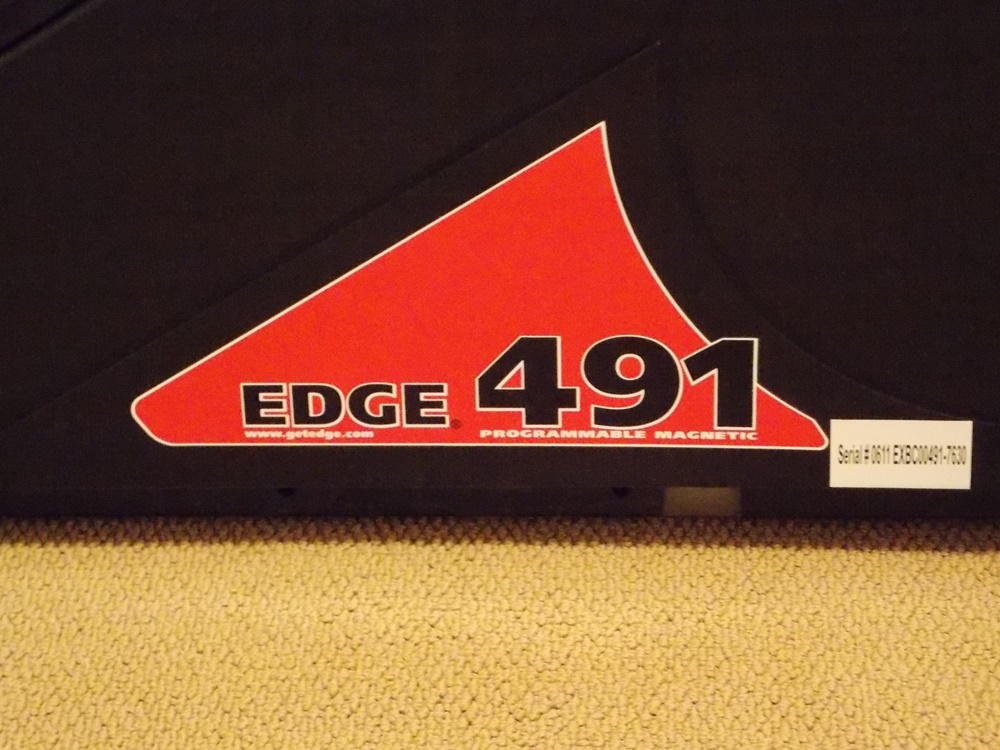 EDGE® 491
www.getedge.com PROGRAMMABLE MAGNETIC
Serial # 0611 EXBC00491-7630